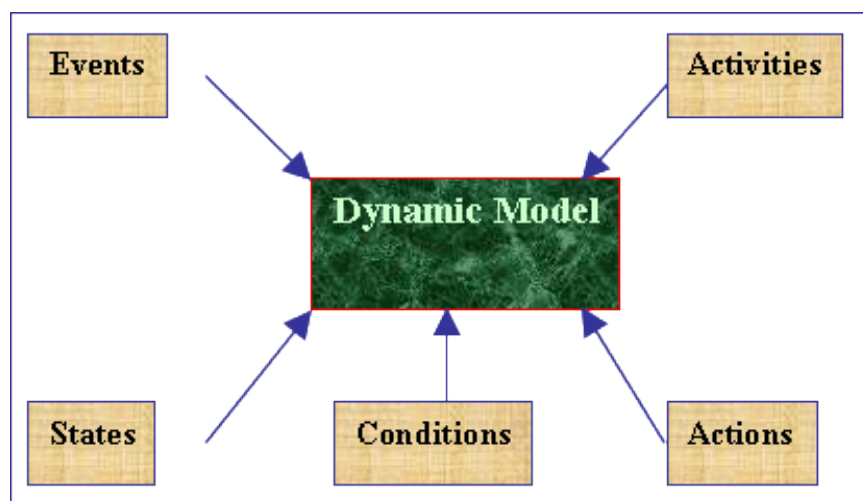 Events
Activities
Dynamic Model
States
Conditions
Actions